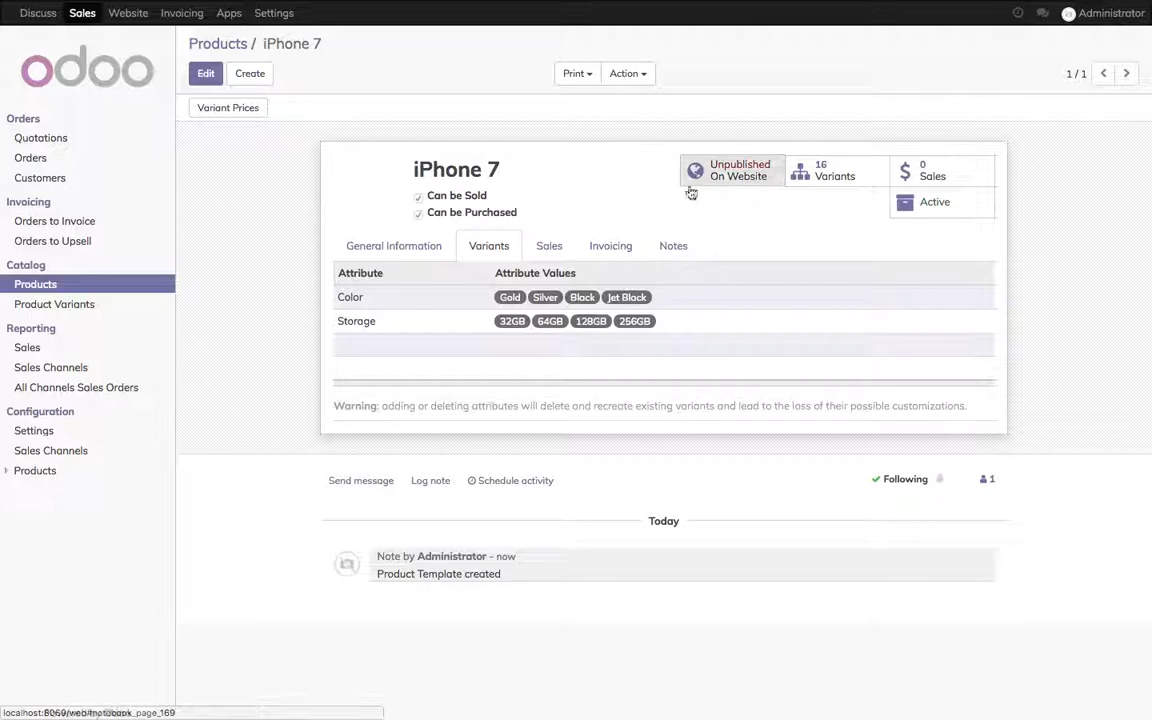 Discuss Sales Website Invoicing Apps Settings Administrator
odoo
Products / iPhone 7
Edit Create Print Action 1 / 1
Variant Prices
Orders
Quotations
Orders
Customers
Invoicing
Orders to Invoice
Orders to Upsell
Catalog
Products
Product Variants
Reporting
Sales
Sales Channels
All Channels Sales Orders
Configuration
Settings
Sales Channels
Products
iPhone 7
Can be Sold
Can be Purchased
Unpublished
On Website
16
Variants
0
Sales
Active
General Information Variants Sales Invoicing Notes
Attribute Attribute Values
Color Gold Silver Black Jet Black
Storage 32GB 64GB 128GB 256GB
Warning: adding or deleting attributes will delete and recreate existing variants and lead to the loss of their possible customizations.
Send message Log note Schedule activity Following 1
Today
Note by Administrator - now
Product Template created